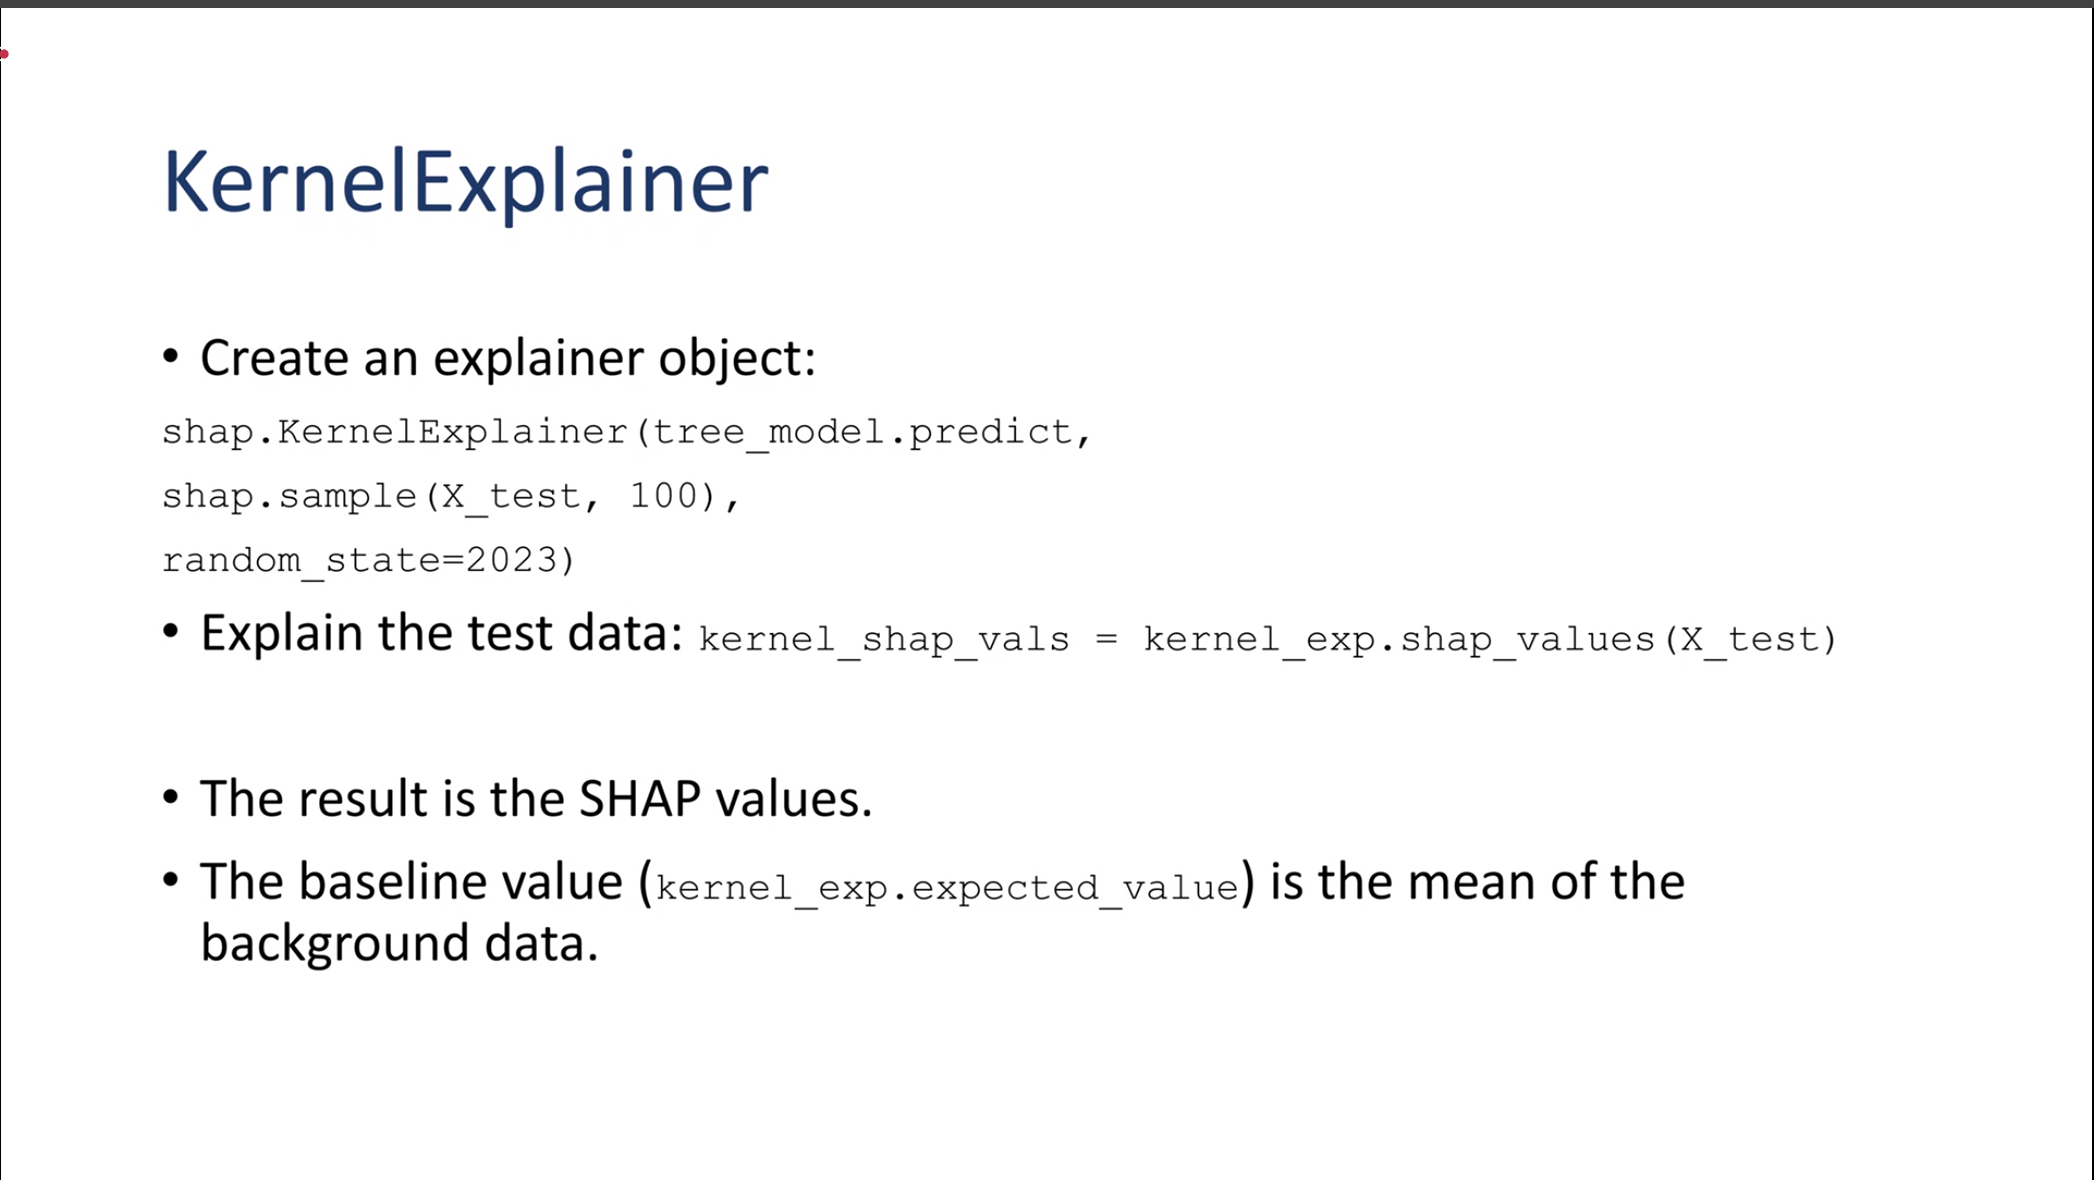 KernelExplainer
• Create an explainer object:
shap.KernelExplainer(tree_model.predict,
shap.sample(X_test, 100),
random_state=2023)
• Explain the test data: kernel_shap_vals = kernel_exp.shap_values(X_test)
• The result is the SHAP values.
• The baseline value (kernel_exp.expected_value) is the mean of the
background data.